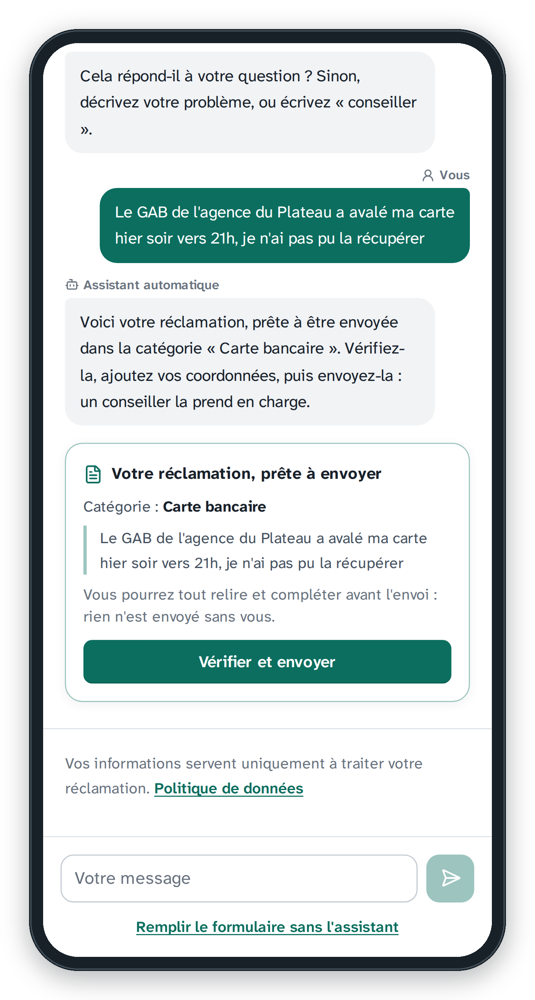 Cela répond-il à votre question ? Sinon,
décrivez votre problème, ou écrivez « conseiller
».
Vous
Le GAB de l'agence du Plateau a avalé ma carte
hier soir vers 21h, je n'ai pas pu la récupérer
Assistant automatique
Voici votre réclamation, prête à être envoyée
dans la catégorie « Carte bancaire ». Vérifiez-
la, ajoutez vos coordonnées, puis envoyez-la :
un conseiller la prend en charge.
Votre réclamation, prête à envoyer
Catégorie : Carte bancaire
Le GAB de l'agence du Plateau a avalé ma carte
hier soir vers 21h, je n'ai pas pu la récupérer
Vous pourrez tout relire et compléter avant l'envoi :
rien n'est envoyé sans vous.
Vérifier et envoyer
Vos informations servent uniquement à traiter votre
réclamation. Politique de données
Votre message
Remplir le formulaire sans l'assistant